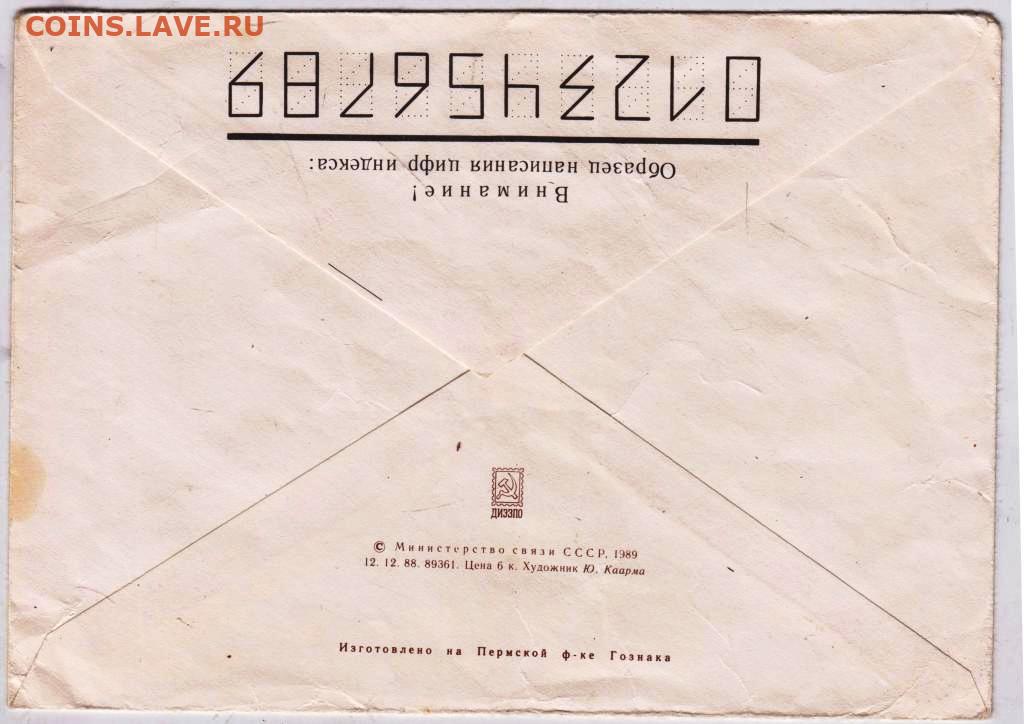 COINS.LAVE.RU
Внимание!
Образец написания цифр индекса:
0123456789
ДИЭЗПО
© Министерство связи СССР, 1989
12. 12. 88. 89361. Цена 6 к. Художник Ю. Каарма
Изготовлено на Пермской ф-ке Гознака